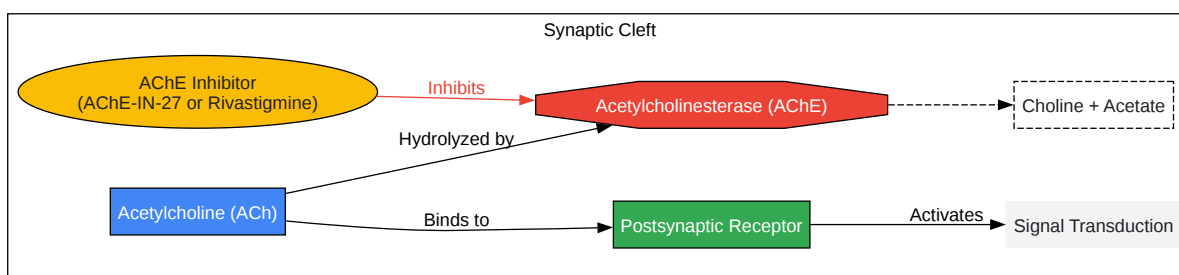 Synaptic Cleft
AChE Inhibitor
(AChE-IN-27 or Rivastigmine)
Inhibits
Acetylcholinesterase (AChE)
Choline + Acetate
Hydrolyzed by
Acetylcholine (ACh)
Binds to
Postsynaptic Receptor
Activates
Signal Transduction